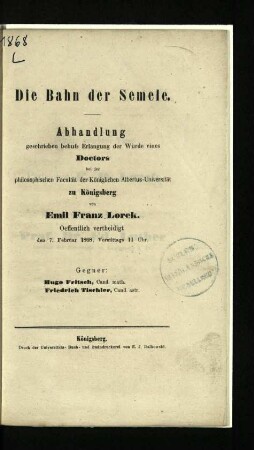 1868
L
Die Bahn der Semele.
Abhandlung
geschrieben behufs Erlangung der Würde eines
Doctors
bei der
philosophischen Facultät der Königlichen Albertus-Universität
zu Königsberg
von
Emil Franz Lorck.
Oeffentlich vertheidigt
den 7. Februar 1868, Vormittags 11 Uhr.
Gegner:
Hugo Fritsch, Cand. math.
Friedrich Tischler, Cand. astr.
Königsberg.
Druck der Universitäts- Buch- und Steindruckerei von E. J. Dalkowski.